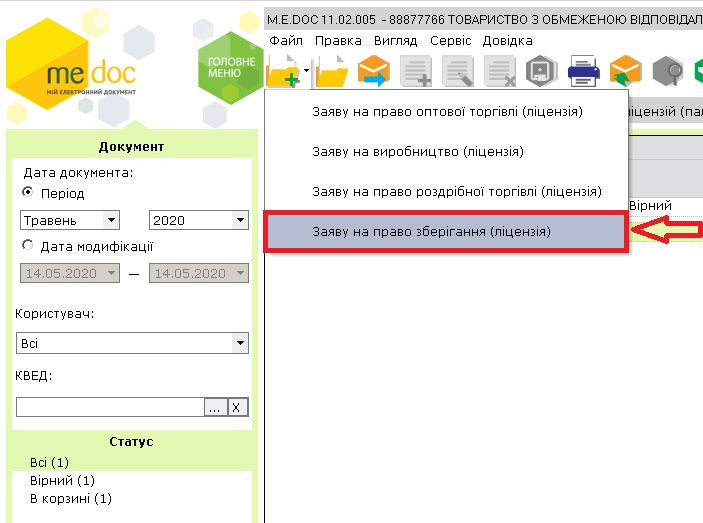 M.E.DOC 11.02.005 - 88877766 ТОВАРИСТВО З ОБМЕЖЕНОЮ ВІДПОВІДАЛ
Файл Правка Вигляд Сервіс Довідка
me doc
МІЙ ЕЛЕКТРОННИЙ ДОКУМЕНТ
ГОЛОВНЕ
МЕНЮ
Заяву на право оптової торгівлі (ліцензія)
ліцензій (пал
Заяву на виробництво (ліцензія)
Заяву на право роздрібної торгівлі (ліцензія)
Вірний
Заяву на право зберігання (ліцензія)
Документ
Дата документа:
Період
Травень 2020
Дата модифікації
14.05.2020 — 14.05.2020
Користувач:
Всі
КВЕД:
... X
Статус
Всі (1)
Вірний (1)
В корзині (1)